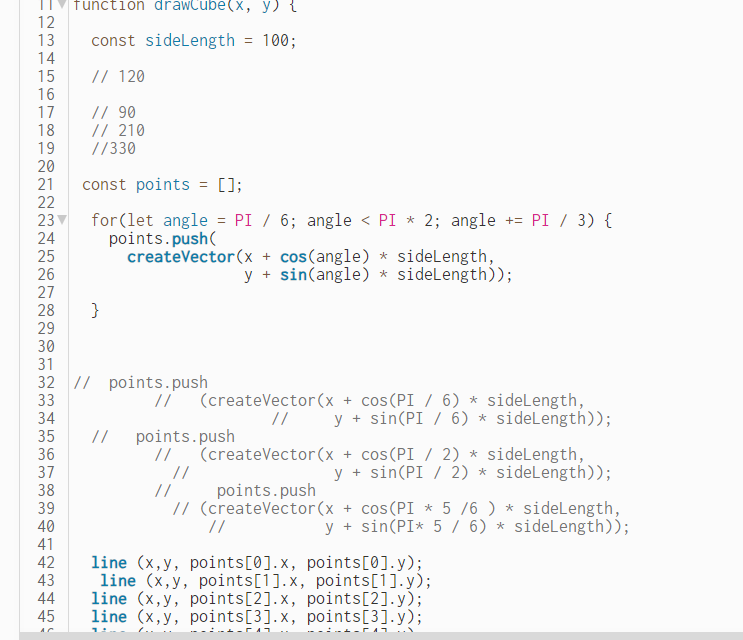 11 function drawCube(x, y) {
12
13 const sideLength = 100;
14
15 // 120
16
17 // 90
18 // 210
19 //330
20
21 const points = [];
22
23 for(let angle = PI / 6; angle < PI * 2; angle += PI / 3) {
24 points.push(
25 createVector(x + cos(angle) * sideLength,
26 y + sin(angle) * sideLength));
27
28 }
29
30
31
32 // points.push
33 // (createVector(x + cos(PI / 6) * sideLength,
34 // y + sin(PI / 6) * sideLength));
35 // points.push
36 // (createVector(x + cos(PI / 2) * sideLength,
37 // y + sin(PI / 2) * sideLength));
38 // points.push
39 // (createVector(x + cos(PI * 5 /6 ) * sideLength,
40 // y + sin(PI* 5 / 6) * sideLength));
41
42 line (x,y, points[0].x, points[0].y);
43 line (x,y, points[1].x, points[1].y);
44 line (x,y, points[2].x, points[2].y);
45 line (x,y, points[3].x, points[3].y);